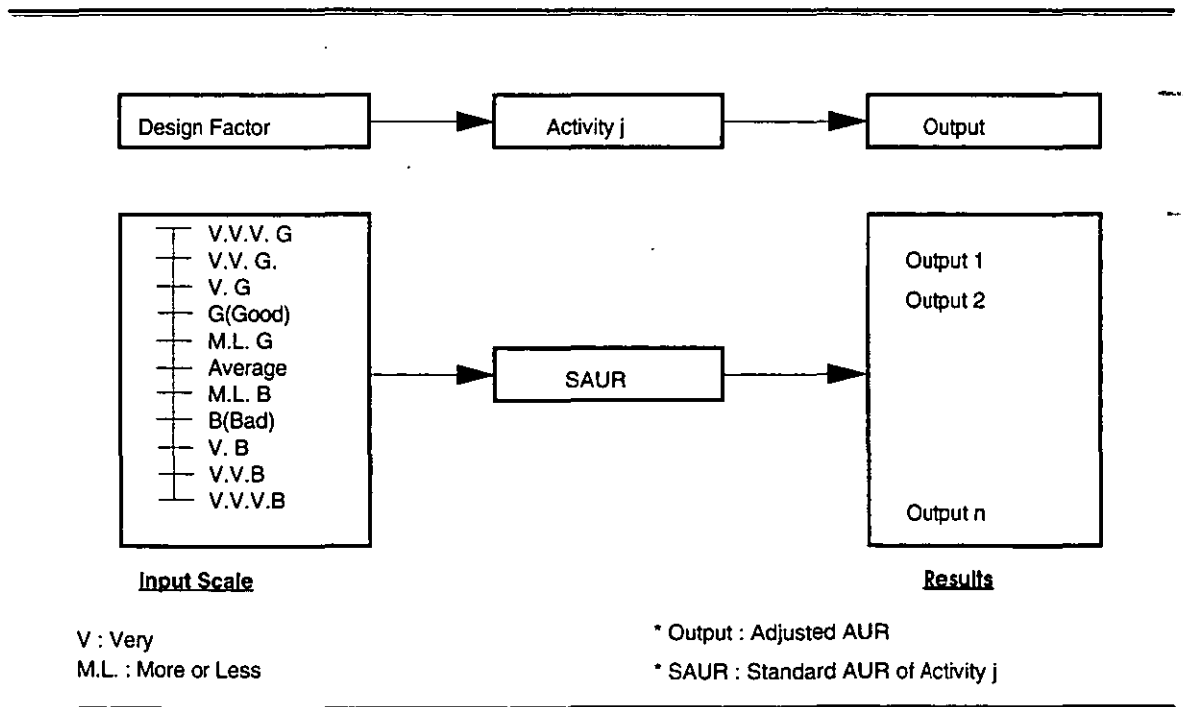 Design Factor
Activity j
Output
V.V.V. G
V.V. G.
V. G
G(Good)
M.L. G
Average
M.L. B
B(Bad)
V. B
V.V.B
V.V.V.B
SAUR
Output 1
Output 2
Output n
Input Scale
Results
V : Very
M.L. : More or Less
* Output : Adjusted AUR
* SAUR : Standard AUR of Activity j